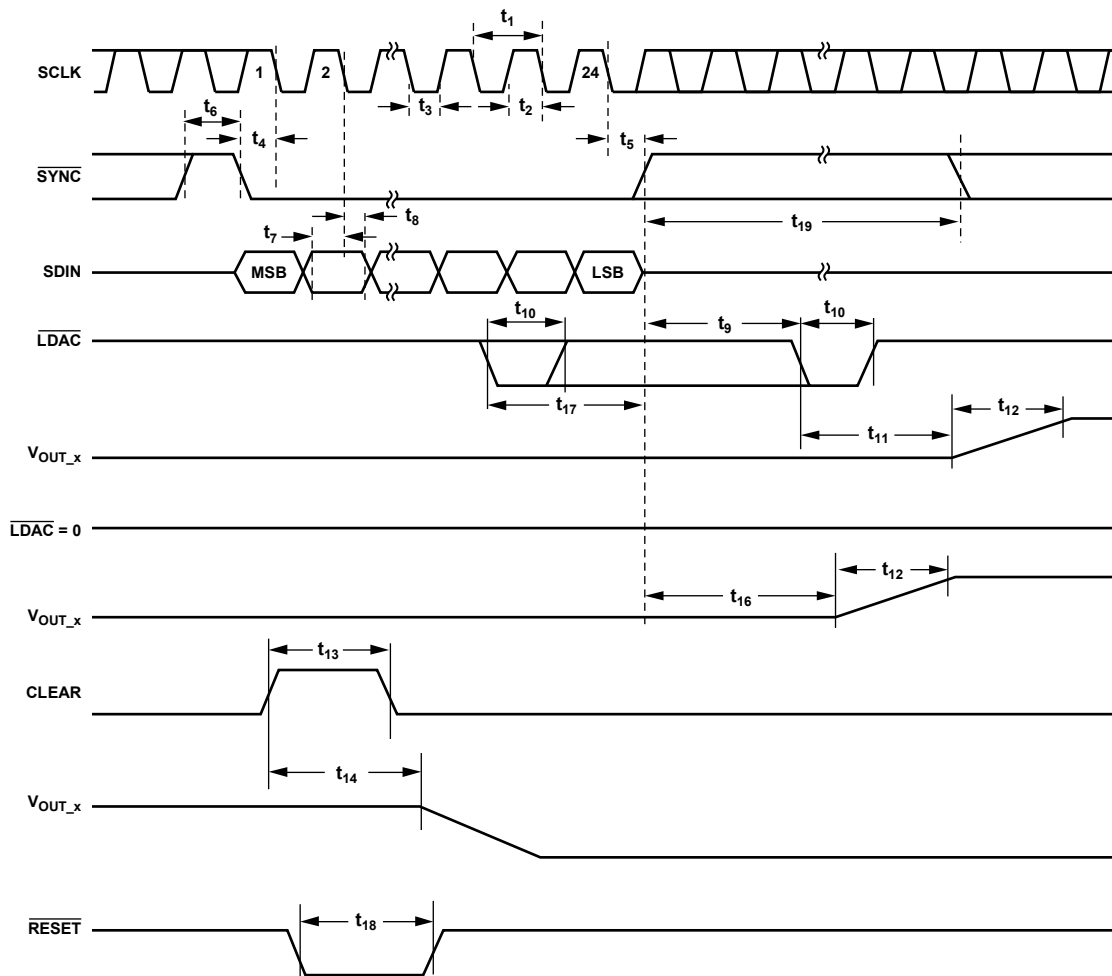 t1
SCLK
1
2
24
t3
t2
t6
t4
t5
SYNC
t8
t19
t7
SDIN
MSB
LSB
t10
t9
t10
LDAC
t17
t12
t11
VOUT_x
LDAC = 0
t12
t16
VOUT_x
t13
CLEAR
t14
VOUT_x
t18
RESET